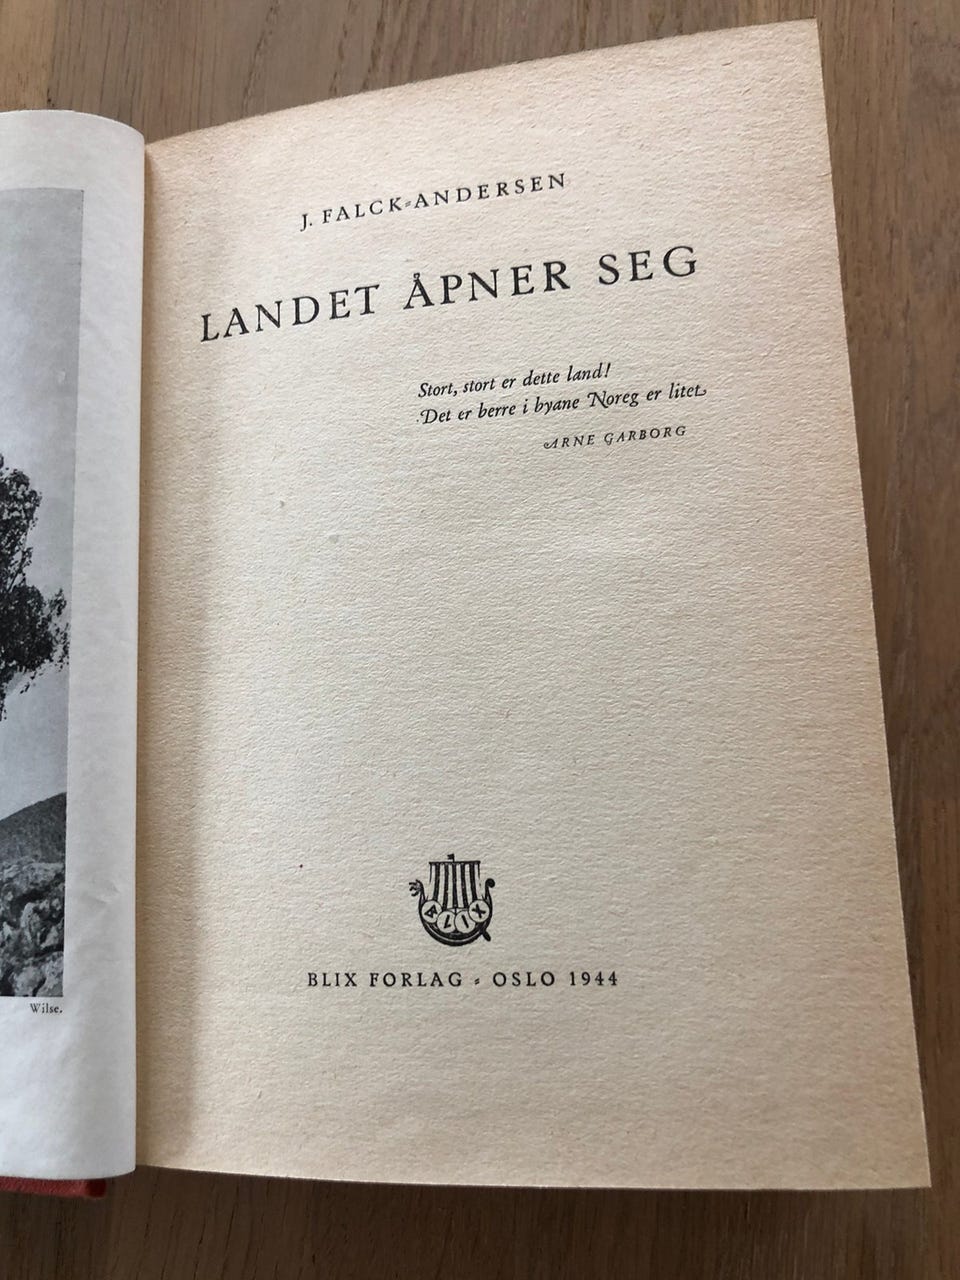 J. FALCK-ANDERSEN
LANDET ÅPNER SEG
Stort, stort er dette land!
Det er berre i byane Noreg er litet
ARNE GARBORG
BLIX
BLIX FORLAG - OSLO 1944
Wilse.